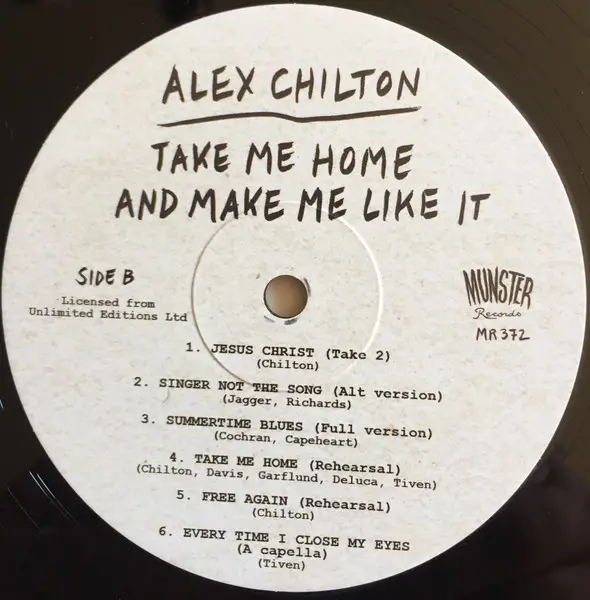 ALEX CHILTON
TAKE ME HOME
AND MAKE ME LIKE IT
SIDE B
Licensed from
Unlimited Editions Ltd
MUNSTER
Records
MR 372
1. JESUS CHRIST (Take 2)
(Chilton)
2. SINGER NOT THE SONG (Alt version)
(Jagger, Richards)
3. SUMMERTIME BLUES (Full version)
(Cochran, Capeheart)
4. TAKE ME HOME (Rehearsal)
(Chilton, Davis, Garflund, Deluca, Tiven)
5. FREE AGAIN (Rehearsal)
(Chilton)
6. EVERY TIME I CLOSE MY EYES
(A capella)
(Tiven)